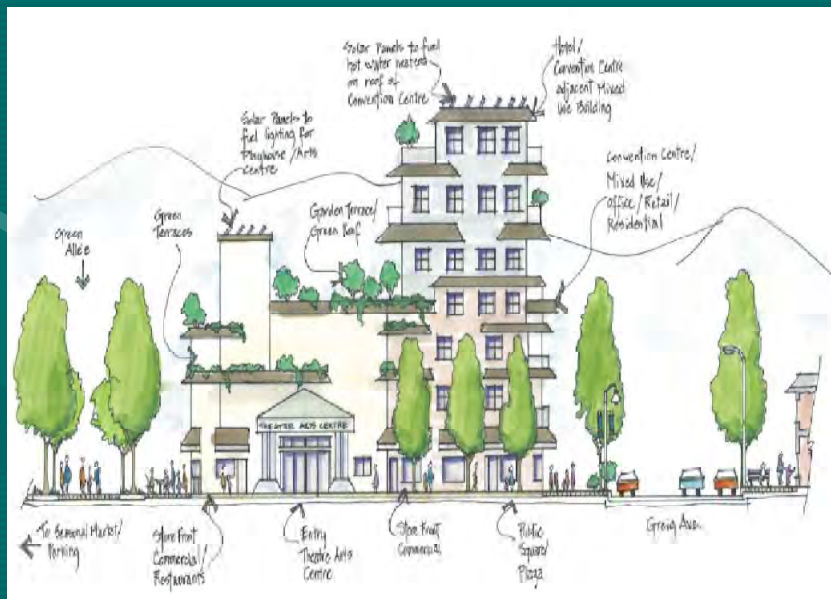 Solar Panels to fuel
hot water heaters
on roof of
Convention Centre
Hotel/
Convention Centre
adjacent Mixed
Use Building
Solar Panels to
fuel lighting for
Playhouse/Arts
Centre
Convention Centre/
Mixed Use/
Office/Retail/
Residential
Green
Terraces
Garden Terrace/
Green Roof
Green
THEATER ARTS CENTRE
To Seasonal Market/
Parking
Store Front
Commercial/
Restaurants
Entry
Theatre Arts
Centre
Store Front
Commercial
Public
Square/
Plaza